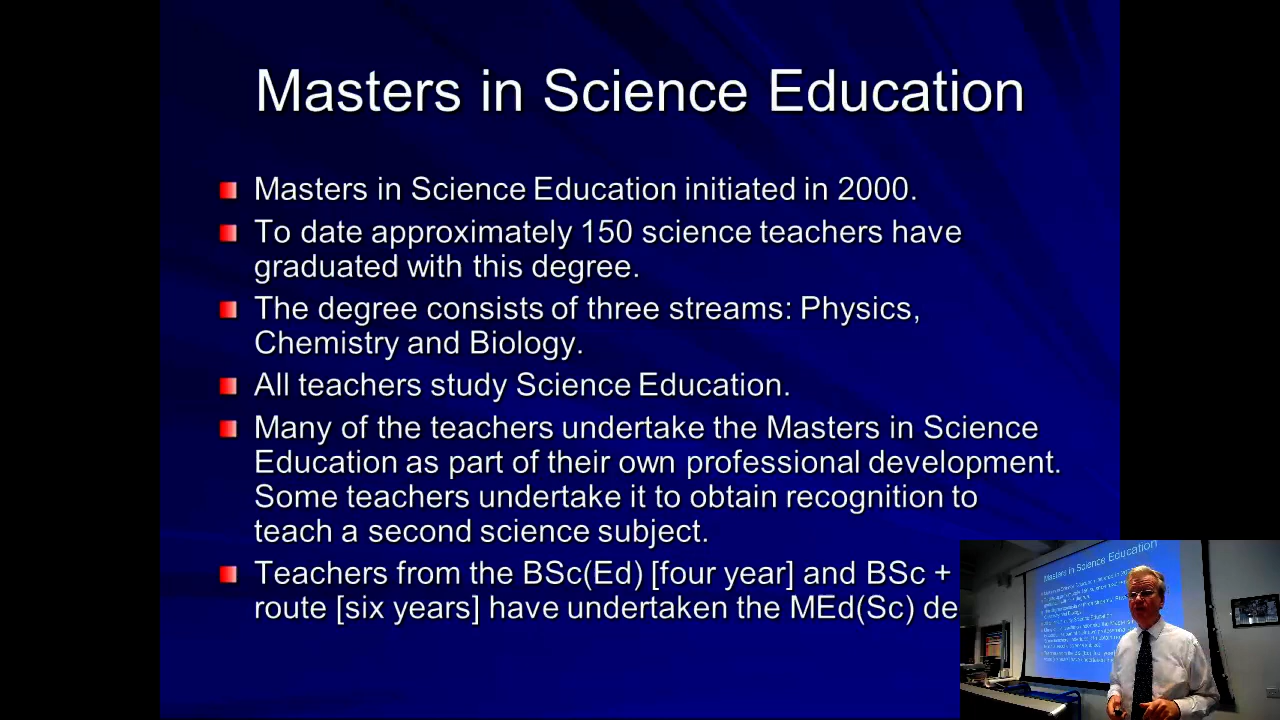 Masters in Science Education
Masters in Science Education initiated in 2000.
To date approximately 150 science teachers have
graduated with this degree.
The degree consists of three streams: Physics,
Chemistry and Biology.
All teachers study Science Education.
Many of the teachers undertake the Masters in Science
Education as part of their own professional development.
Some teachers undertake it to obtain recognition to
teach a second science subject.
Teachers from the BSc(Ed) [four year] and BSc +
route [six years] have undertaken the MEd(Sc) de
Masters in Science Education